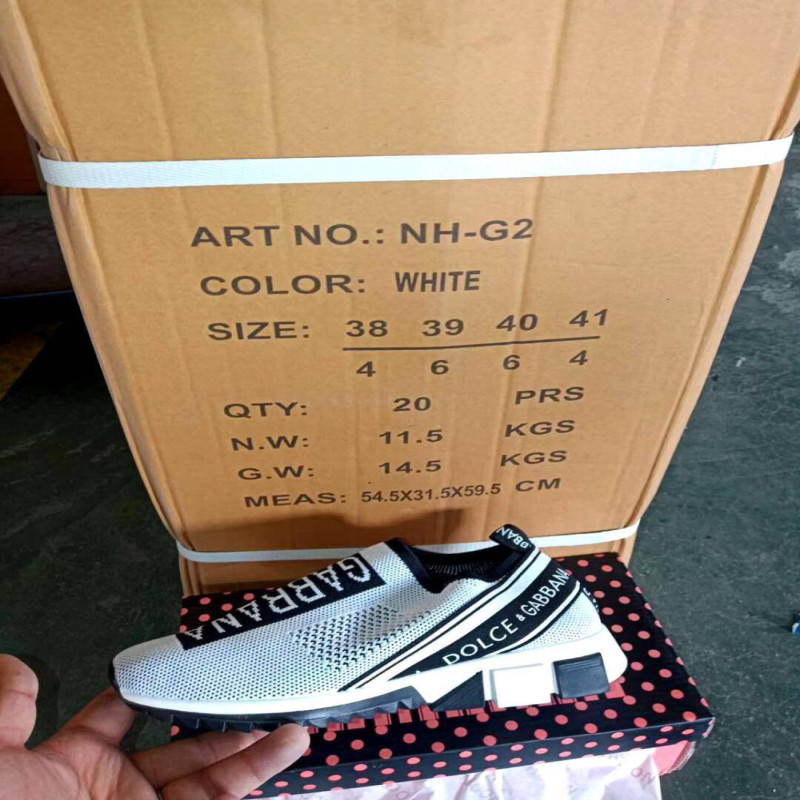 ART NO.: NH-G2
COLOR: WHITE
SIZE: 38 39 40 41
4 6 6 4
QTY: 20 PRS
N.W: 11.5 KGS
G.W: 14.5 KGS
MEAS: 54.5X31.5X59.5 CM
GABBANA
DOLCE & GABBANA